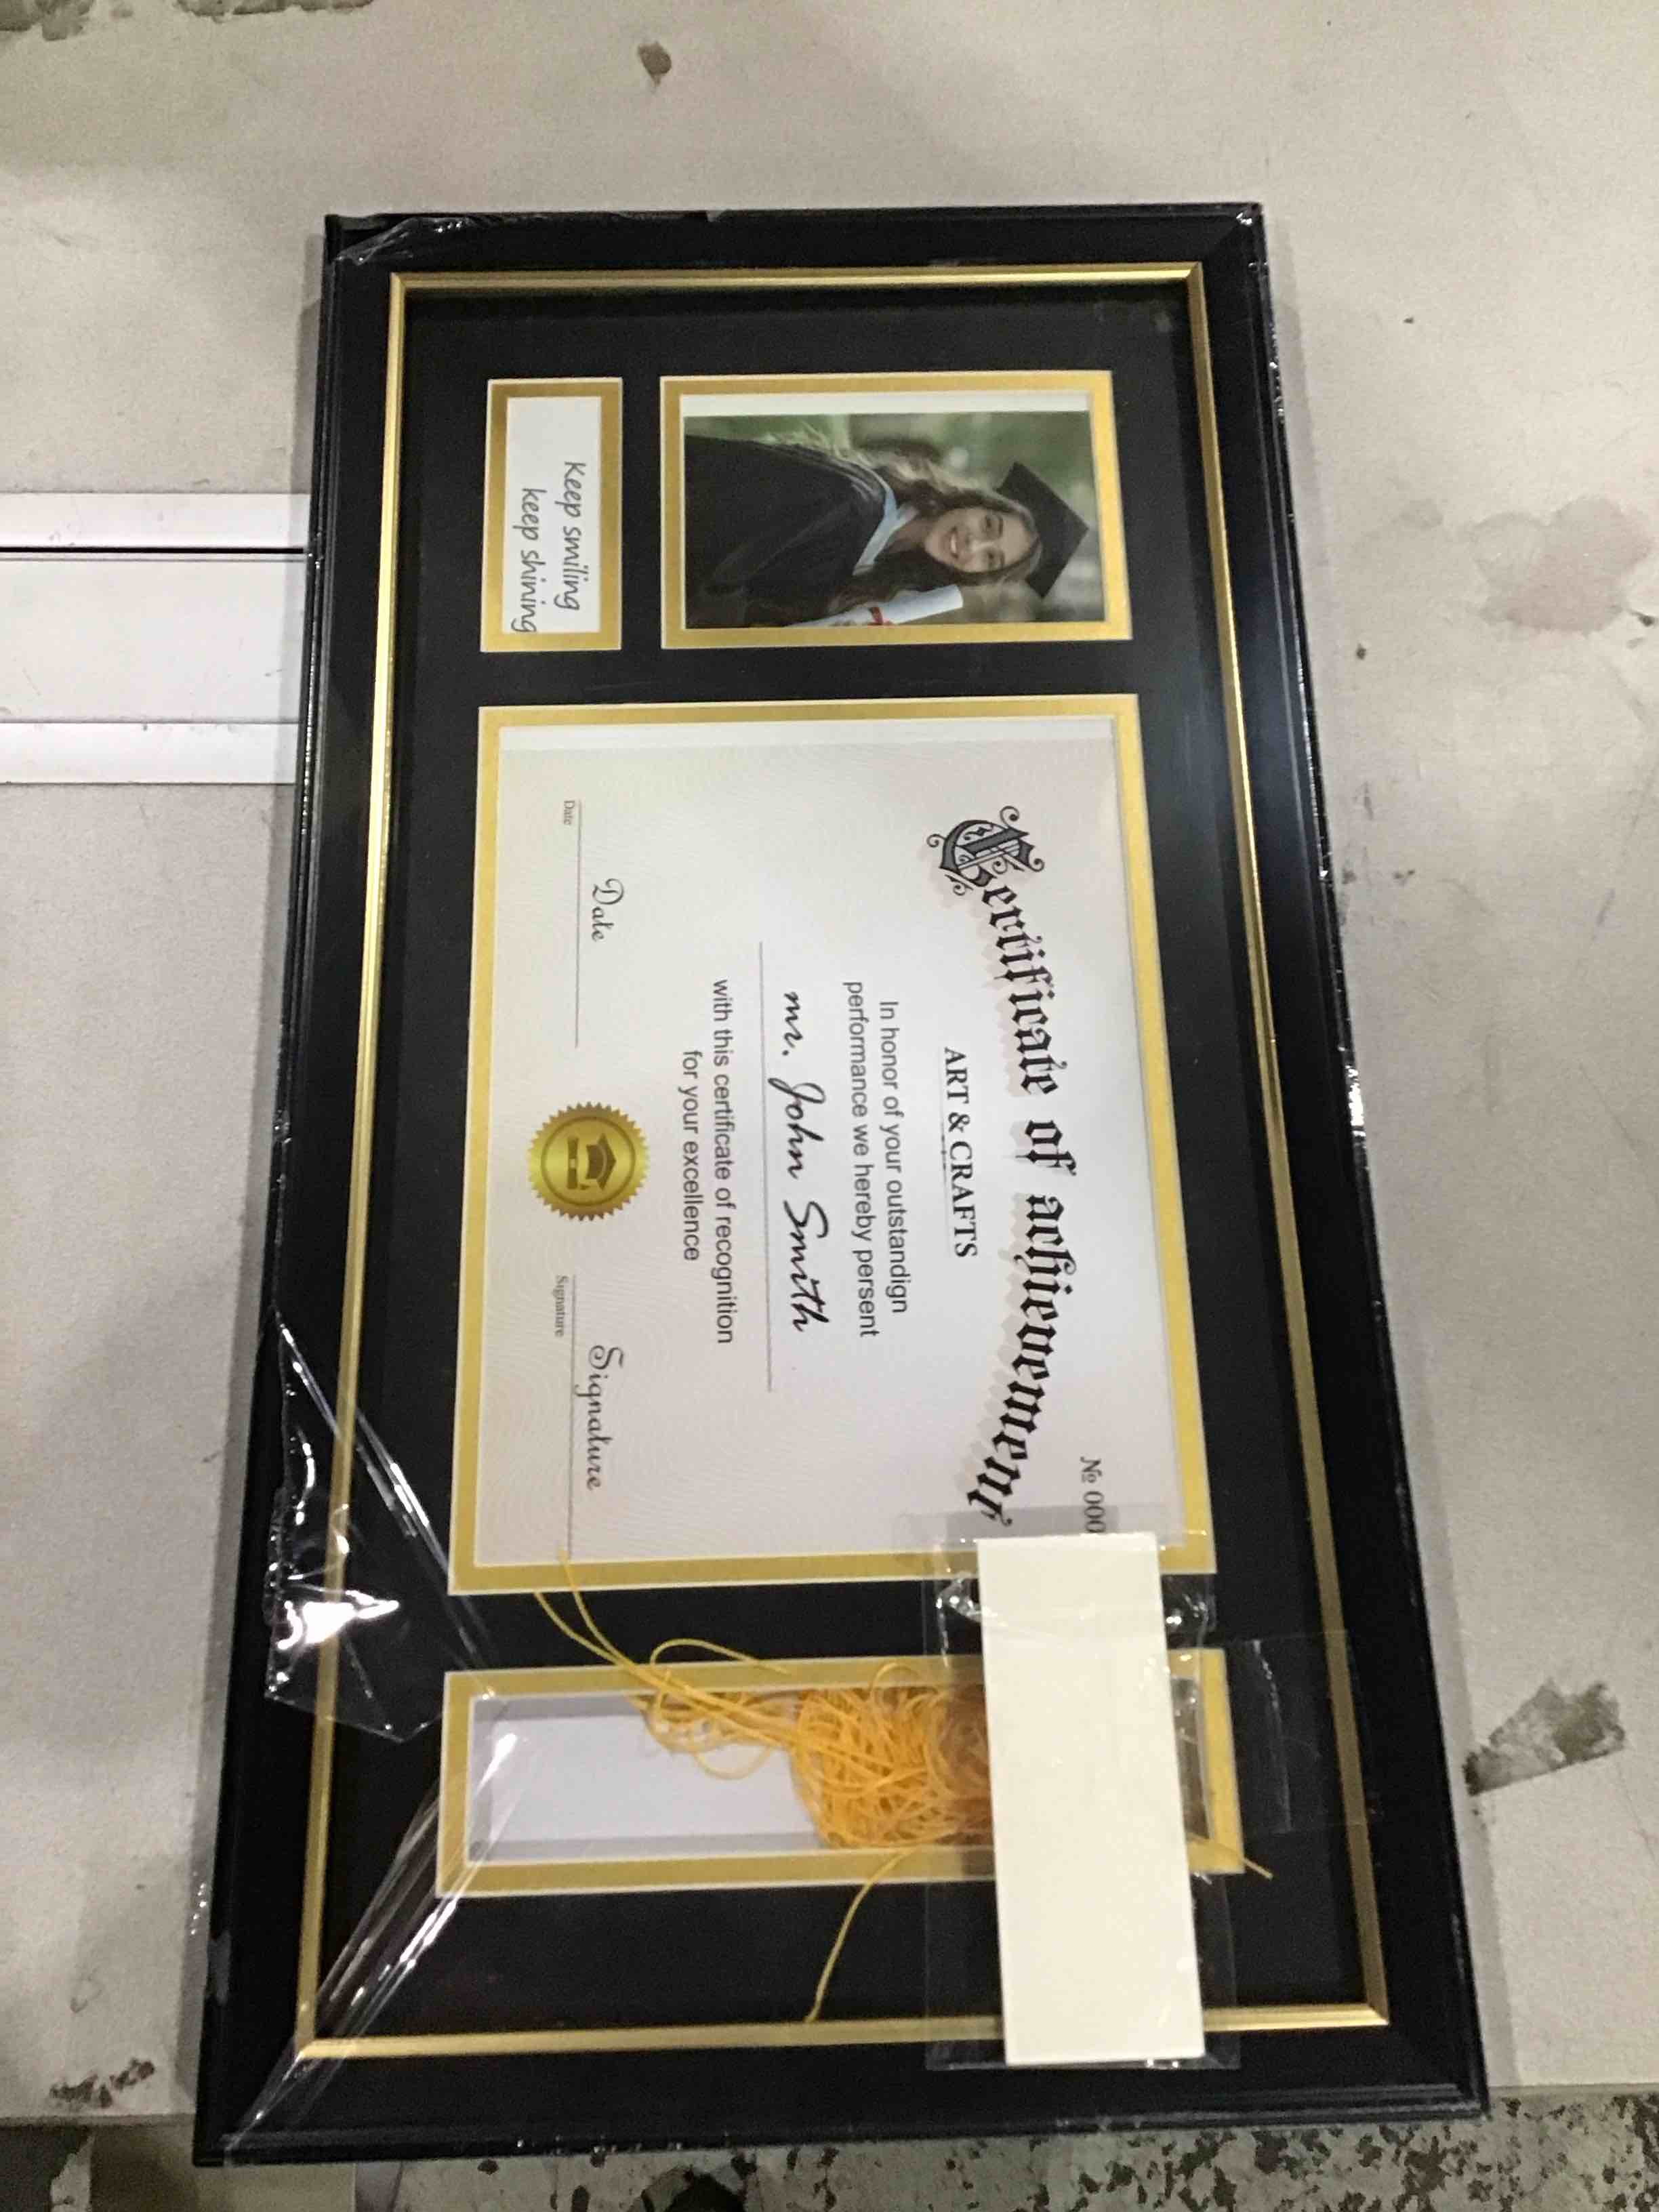 Keep smiling
keep shining
№ 000
Certificate of achievement
ART & CRAFTS
In honor of your outstandign
performance we hereby persent
mr. John Smith
with this certificate of recognition
for your excellence
Date
Date
Signature
Signature